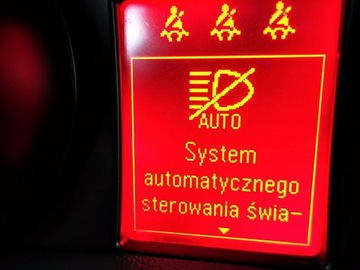 AUTO
System
automatycznego
sterowania świa-